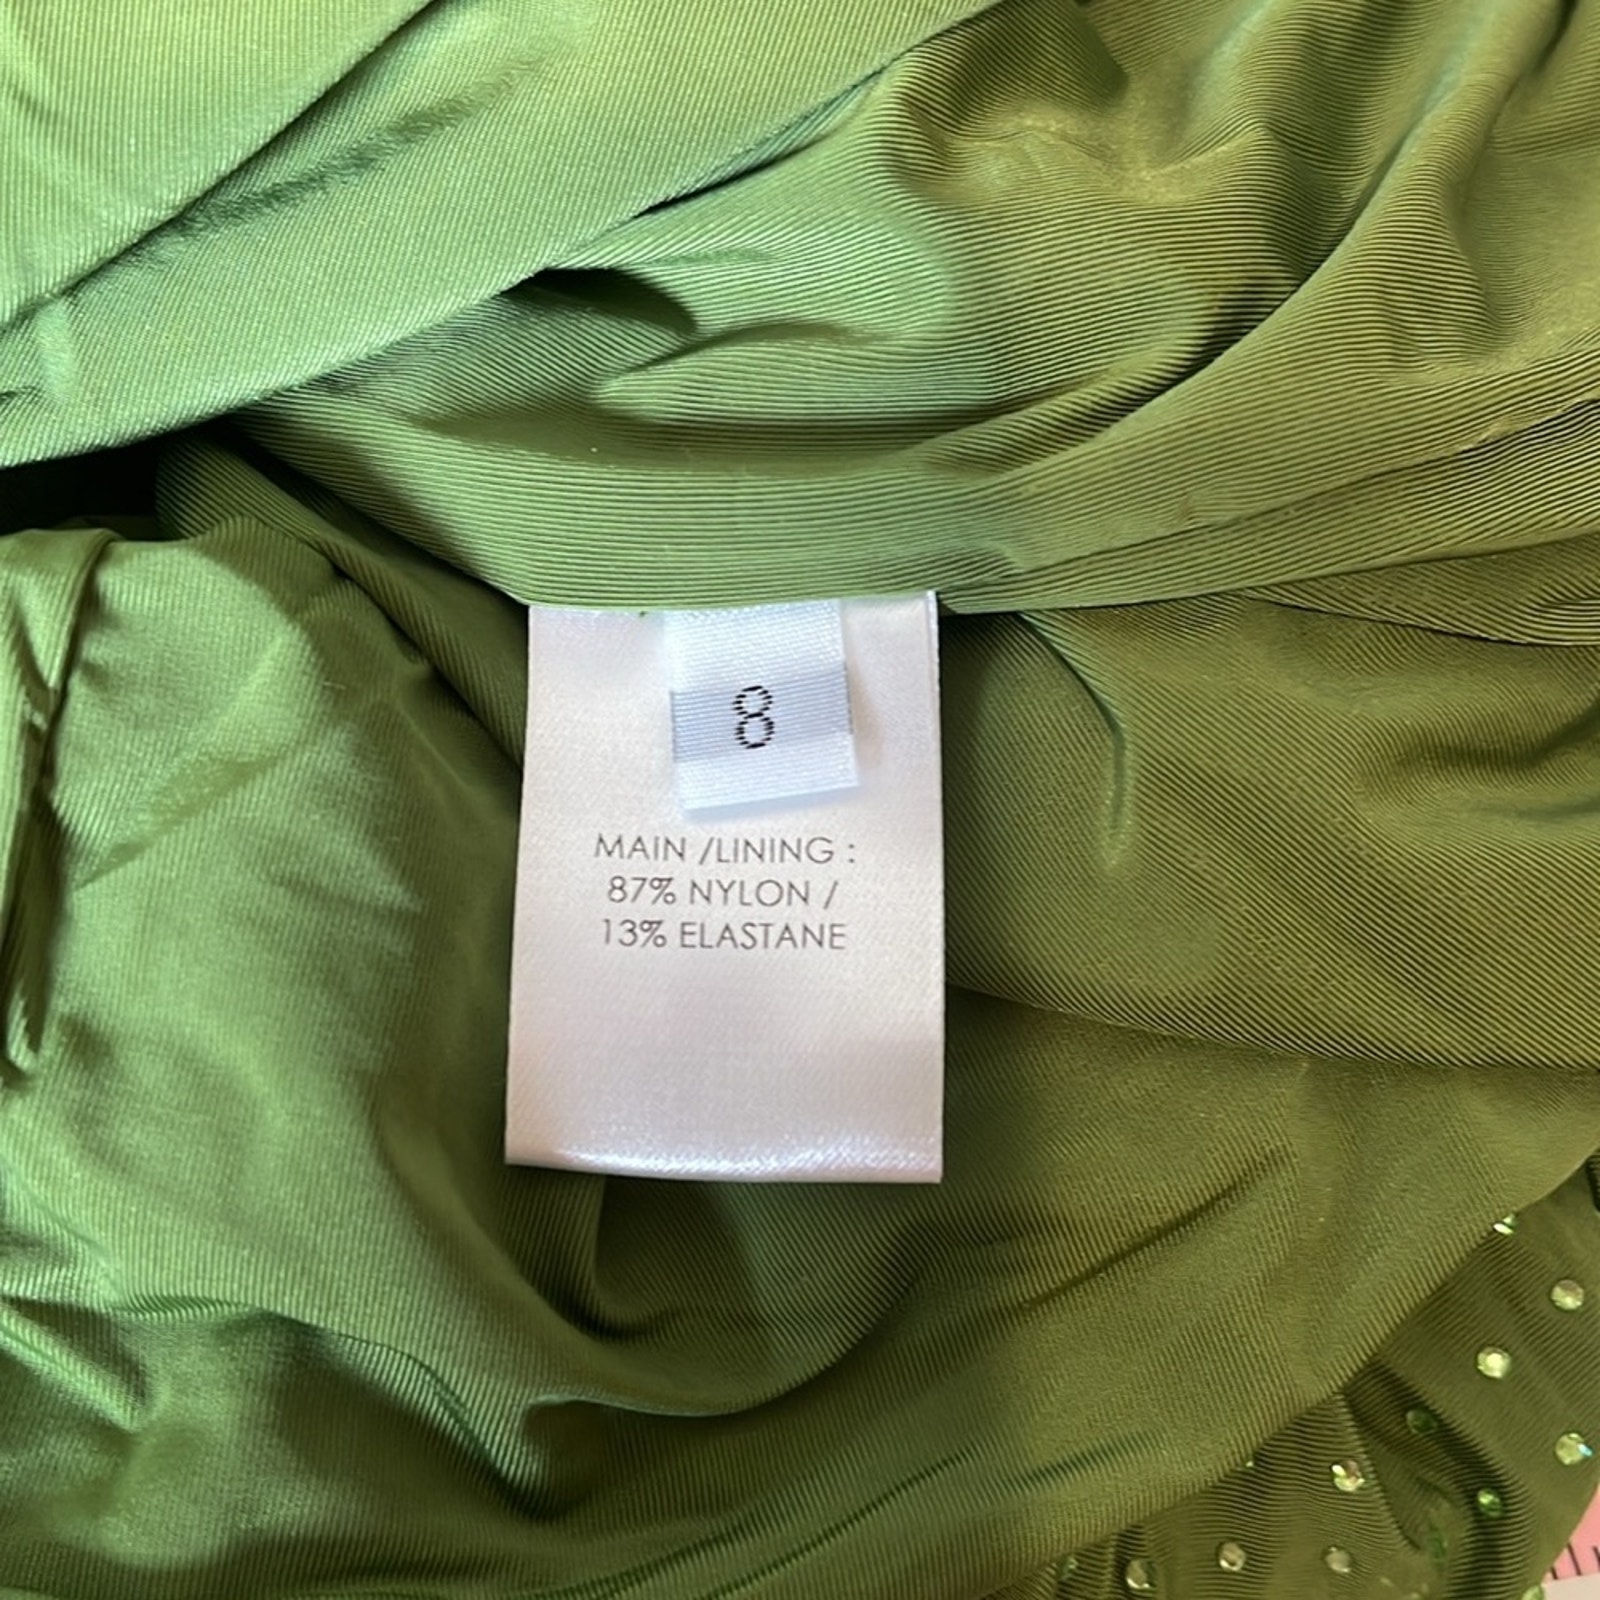 8
MAIN /LINING :
87% NYLON /
13% ELASTANE